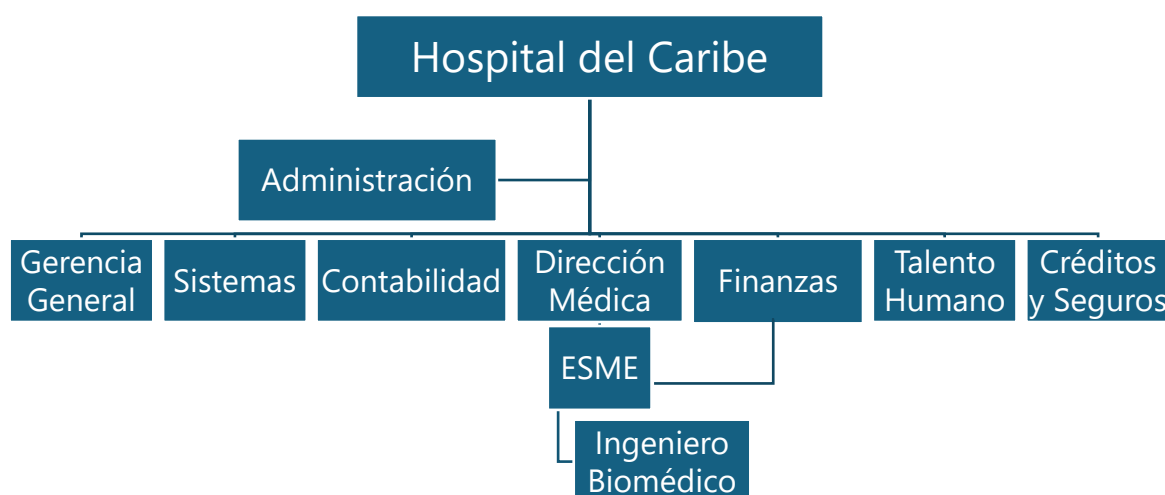 Hospital del Caribe
Administración
Gerencia
General
Sistemas
Contabilidad
Dirección
Médica
Finanzas
Talento
Humano
Créditos
y Seguros
ESME
Ingeniero
Biomédico